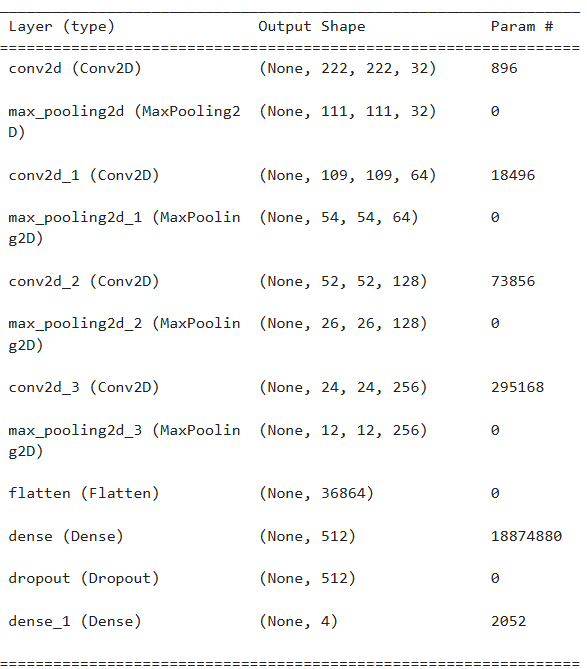 Layer (type) Output Shape Param #
=================================================================
conv2d (Conv2D) (None, 222, 222, 32) 896
max_pooling2d (MaxPooling2 (None, 111, 111, 32) 0
D)
conv2d_1 (Conv2D) (None, 109, 109, 64) 18496
max_pooling2d_1 (MaxPoolin (None, 54, 54, 64) 0
g2D)
conv2d_2 (Conv2D) (None, 52, 52, 128) 73856
max_pooling2d_2 (MaxPoolin (None, 26, 26, 128) 0
g2D)
conv2d_3 (Conv2D) (None, 24, 24, 256) 295168
max_pooling2d_3 (MaxPoolin (None, 12, 12, 256) 0
g2D)
flatten (Flatten) (None, 36864) 0
dense (Dense) (None, 512) 18874880
dropout (Dropout) (None, 512) 0
dense_1 (Dense) (None, 4) 2052
=================================================================